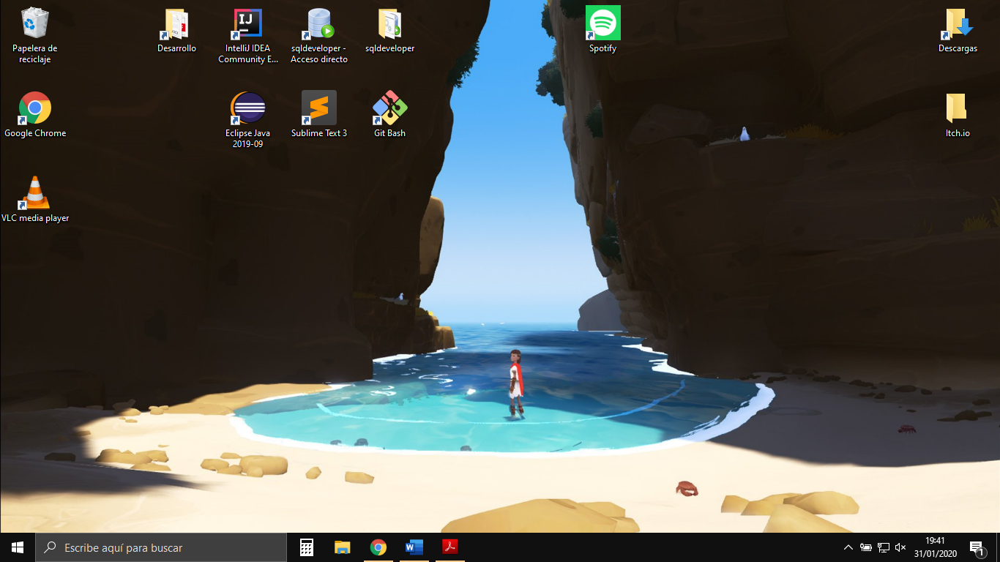 Papelera de
reciclaje
Desarrollo
IJ
IntelliJ IDEA
Community E...
sqldeveloper -
Acceso directo
sqldeveloper
Spotify
Descargas
Google Chrome
Eclipse Java
2019-09
Sublime Text 3
Git Bash
Itch.io
VLC media player
Escribe aquí para buscar
W
19:41
31/01/2020
1